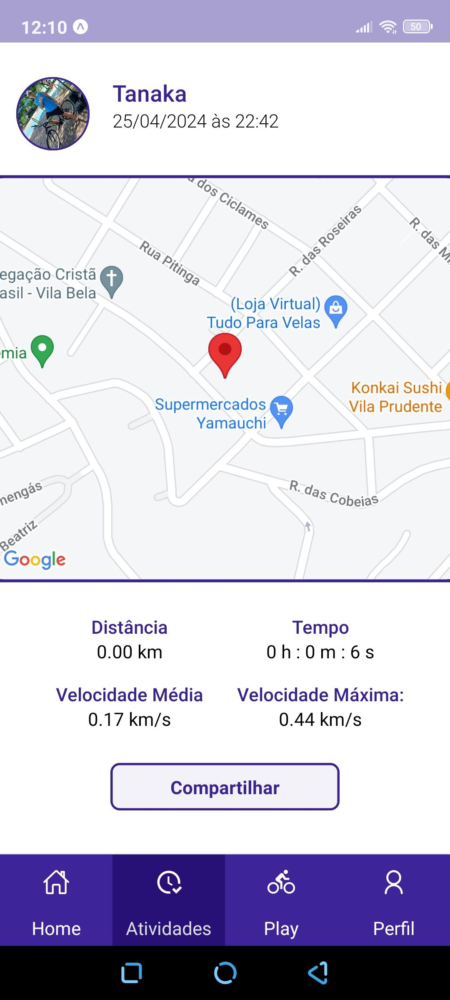 12:10
50
Tanaka
25/04/2024 às 22:42
dos Ciclames
R. das Roseiras
R. das
Rua Pitinga
egação Cristã
asil - Vila Bela
(Loja Virtual)
Tudo Para Velas
emia
Konkai Sushi
Vila Prudente
Supermercados
Yamauchi
R. das Cobeias
mengás
Beatriz
Google
Distância
Tempo
0.00 km
0 h : 0 m : 6 s
Velocidade Média
Velocidade Máxima:
0.17 km/s
0.44 km/s
Compartilhar
Home
Atividades
Play
Perfil